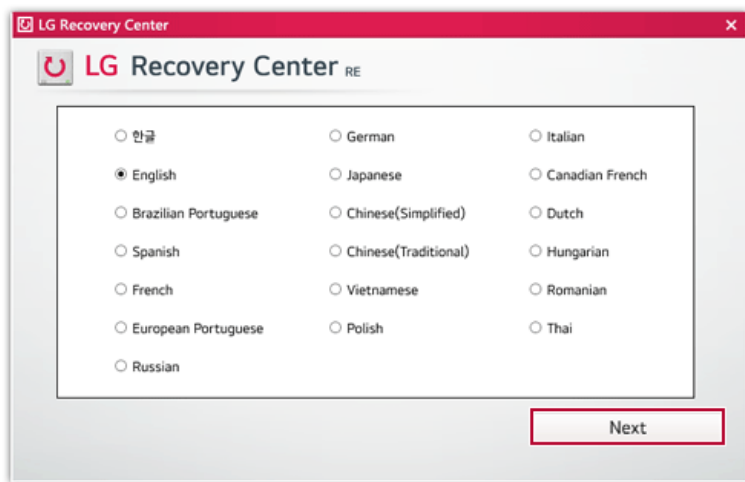 LG Recovery Center
LG Recovery Center RE
한글 German Italian
English Japanese Canadian French
Brazilian Portuguese Chinese(Simplified) Dutch
Spanish Chinese(Traditional) Hungarian
French Vietnamese Romanian
European Portuguese Polish Thai
Russian
Next